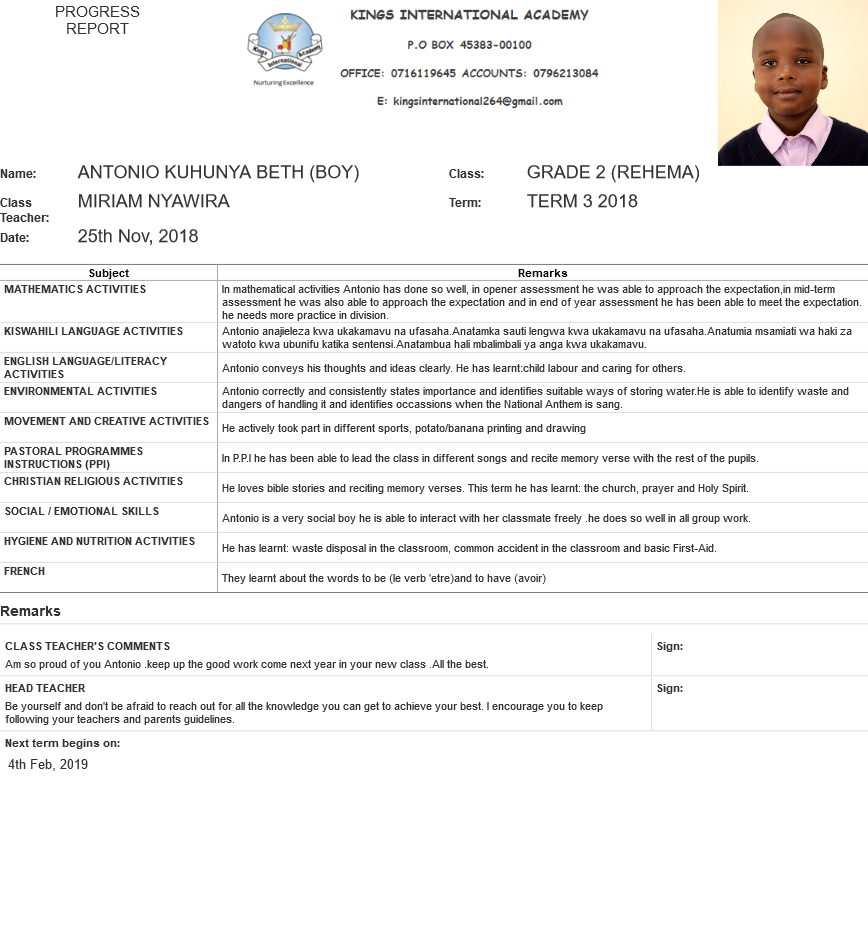 PROGRESS
REPORT
KINGS INTERNATIONAL ACADEMY
P.O BOX 45383-00100
OFFICE: 0716119645 ACCOUNTS: 0796213084
E: kingsinternational264@gmail.com
Kings International Academy
Nurturing Excellence
Name: ANTONIO KUHUNYA BETH (BOY) Class: GRADE 2 (REHEMA)
Class Teacher: MIRIAM NYAWIRA Term: TERM 3 2018
Date: 25th Nov, 2018
Subject Remarks
MATHEMATICS ACTIVITIES
In mathematical activities Antonio has done so well, in opener assessment he was able to approach the expectation,in mid-term
assessment he was also able to approach the expectation and in end of year assessment he has been able to meet the expectation.
he needs more practice in division.
KISWAHILI LANGUAGE ACTIVITIES
Antonio anajieleza kwa ukakamavu na ufasaha.Anatamka sauti lengwa kwa ukakamavu na ufasaha.Anatumia msamiati wa haki za
watoto kwa ubunifu katika sentensi.Anatambua hali mbalimbali ya anga kwa ukakamavu.
ENGLISH LANGUAGE/LITERACY
ACTIVITIES
Antonio conveys his thoughts and ideas clearly. He has learnt:child labour and caring for others.
ENVIRONMENTAL ACTIVITIES
Antonio correctly and consistently states importance and identifies suitable ways of storing water.He is able to identify waste and
dangers of handling it and identifies occassions when the National Anthem is sang.
MOVEMENT AND CREATIVE ACTIVITIES
He actively took part in different sports, potato/banana printing and drawing
PASTORAL PROGRAMMES
INSTRUCTIONS (PPI)
In P.P.I he has been able to lead the class in different songs and recite memory verse with the rest of the pupils.
CHRISTIAN RELIGIOUS ACTIVITIES
He loves bible stories and reciting memory verses. This term he has learnt: the church, prayer and Holy Spirit.
SOCIAL / EMOTIONAL SKILLS
Antonio is a very social boy he is able to interact with her classmate freely .he does so well in all group work.
HYGIENE AND NUTRITION ACTIVITIES
He has learnt: waste disposal in the classroom, common accident in the classroom and basic First-Aid.
FRENCH
They learnt about the words to be (le verb 'etre)and to have (avoir)
Remarks
CLASS TEACHER'S COMMENTS Sign:
Am so proud of you Antonio .keep up the good work come next year in your new class .All the best.
HEAD TEACHER Sign:
Be yourself and don't be afraid to reach out for all the knowledge you can get to achieve your best. I encourage you to keep
following your teachers and parents guidelines.
Next term begins on:
4th Feb, 2019